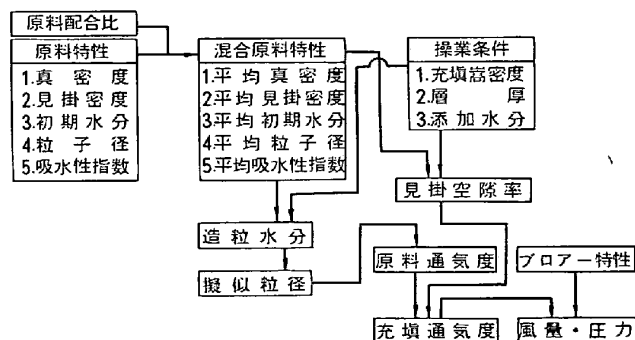 原料配合比
原料特性
1.真密度
2.見掛密度
3.初期水分
4.粒子径
5.吸水性指数
混合原料特性
1.平均真密度
2.平均見掛密度
3.平均初期水分
4.平均粒子径
5.平均吸水性指数
操業条件
1.充塡嵩密度
2.層厚
3.添加水分
見掛空隙率
造粒水分
擬似粒径
原料通気度
ブロアー特性
充塡通気度
風量・圧力